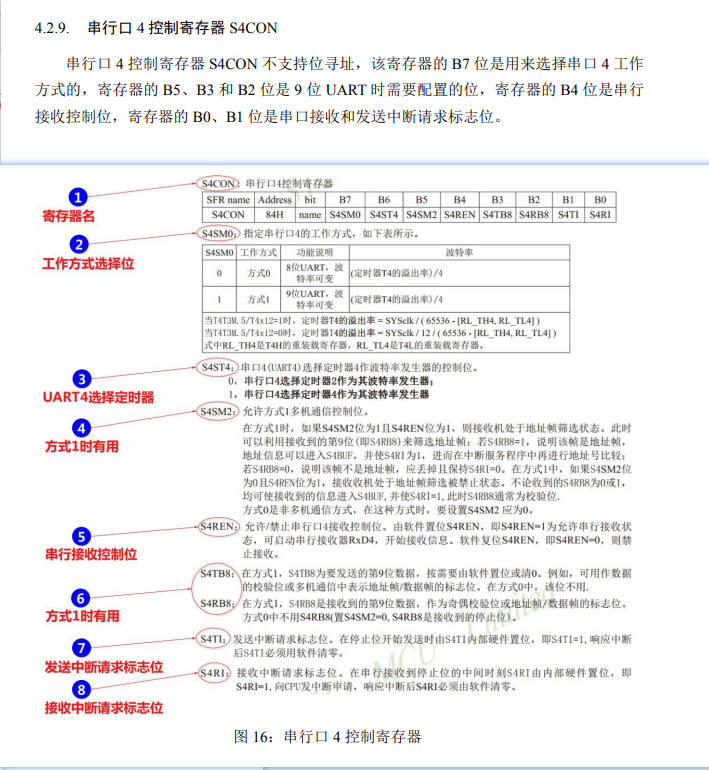 4.2.9. 串行口 4 控制寄存器 S4CON
串行口 4 控制寄存器 S4CON 不支持位寻址，该寄存器的 B7 位是用来选择串口 4 工作
方式的，寄存器的 B5、B3 和 B2 位是 9 位 UART 时需要配置的位，寄存器的 B4 位是串行
接收控制位，寄存器的 B0、B1 位是串口接收和发送中断请求标志位。
S4CON：串行口4控制寄存器
SFR name Address bit B7 B6 B5 B4 B3 B2 B1 B0
S4CON 84H name S4SM0 S4ST4 S4SM2 S4REN S4TB8 S4RB8 S4TI S4RI
1
寄存器名
S4SM0：指定串行口4的工作方式，如下表所示。
2
工作方式选择位
S4SM0 工作方式 功能说明 波特率
0 方式0 8位UART，波特率可变 (定时器T4的溢出率)/4
1 方式1 9位UART，波特率可变 (定时器T4的溢出率)/4
当T4T3M.5/T4x12=1时，定时器T4的溢出率 = SYSclk / ( 65536 - [RL_TH4, RL_TL4] )
当T4T3M.5/T4x12=0时，定时器T4的溢出率 = SYSclk / 12 / ( 65536 - [RL_TH4, RL_TL4] )
式中RL_TH4是T4H的重装载寄存器，RL_TL4是T4L的重装载寄存器。
S4ST4：串口4(UART4)选择定时器4作波特率发生器的控制位。
0，串行口4选择定时器2作为其波特率发生器；
1，串行口4选择定时器4作为其波特率发生器
3
UART4选择定时器
S4SM2：允许方式1多机通信控制位。
4
方式1时有用
在方式1时，如果S4SM2位为1且S4REN位为1，则接收机处于地址帧筛选状态。此时
可以利用接收到的第9位(即S4RB8)来筛选地址帧；若S4RB8=1，说明该帧是地址帧，
地址信息可以进入S4BUF，并使S4RI为1，进而在中断服务程序中再进行地址号比较；
若S4RB8=0，说明该帧不是地址帧，应丢掉且保持S4RI=0。在方式1中，如果S4SM2位
为0且S4REN位为1，接收收机处于地址帧筛选被禁止状态。不论收到的S4RB8为0或1，
均可使接收到的信息进入S4BUF,并使S4RI=1,此时S4RB8通常为校验位.
方式0是非多机通信方式，在这种方式时，要设置S4SM2 应为0。
5
串行接收控制位
S4REN：允许/禁止串行口4接收控制位。由软件置位S4REN，即S4REN=1为允许串行接收状
态，可启动串行接收器RxD4，开始接收信息。软件复位S4REN，即S4REN=0，则禁
止接收。
6
方式1时有用
S4TB8：在方式1，S4TB8为要发送的第9位数据，按需要由软件置位或清0。例如，可用作数据
的校验位或多机通信中表示地址帧/数据帧的标志位。在方式0中，该位不用.
S4RB8：在方式1，S4RB8是接收到的第9位数据，作为奇偶校验位或地址帧/数据帧的标志位。
方式0中不用S4RB8(置S4SM2=0, S4RB8是接收到的停止位)。
7
发送中断请求标志位
S4TI：发送中断请求标志位。在停止位开始发送时由S4TI内部硬件置位，即S4TI=1,响应中断
后S4TI必须用软件清零。
8
接收中断请求标志位
S4RI：接收中断请求标志位。在串行接收到停止位的中间时刻S4RI由内部硬件置位，即
S4RI=1,向CPU发中断申请，响应中断后S4RI必须由软件清零。
MCU Limited
图 16：串行口 4 控制寄存器